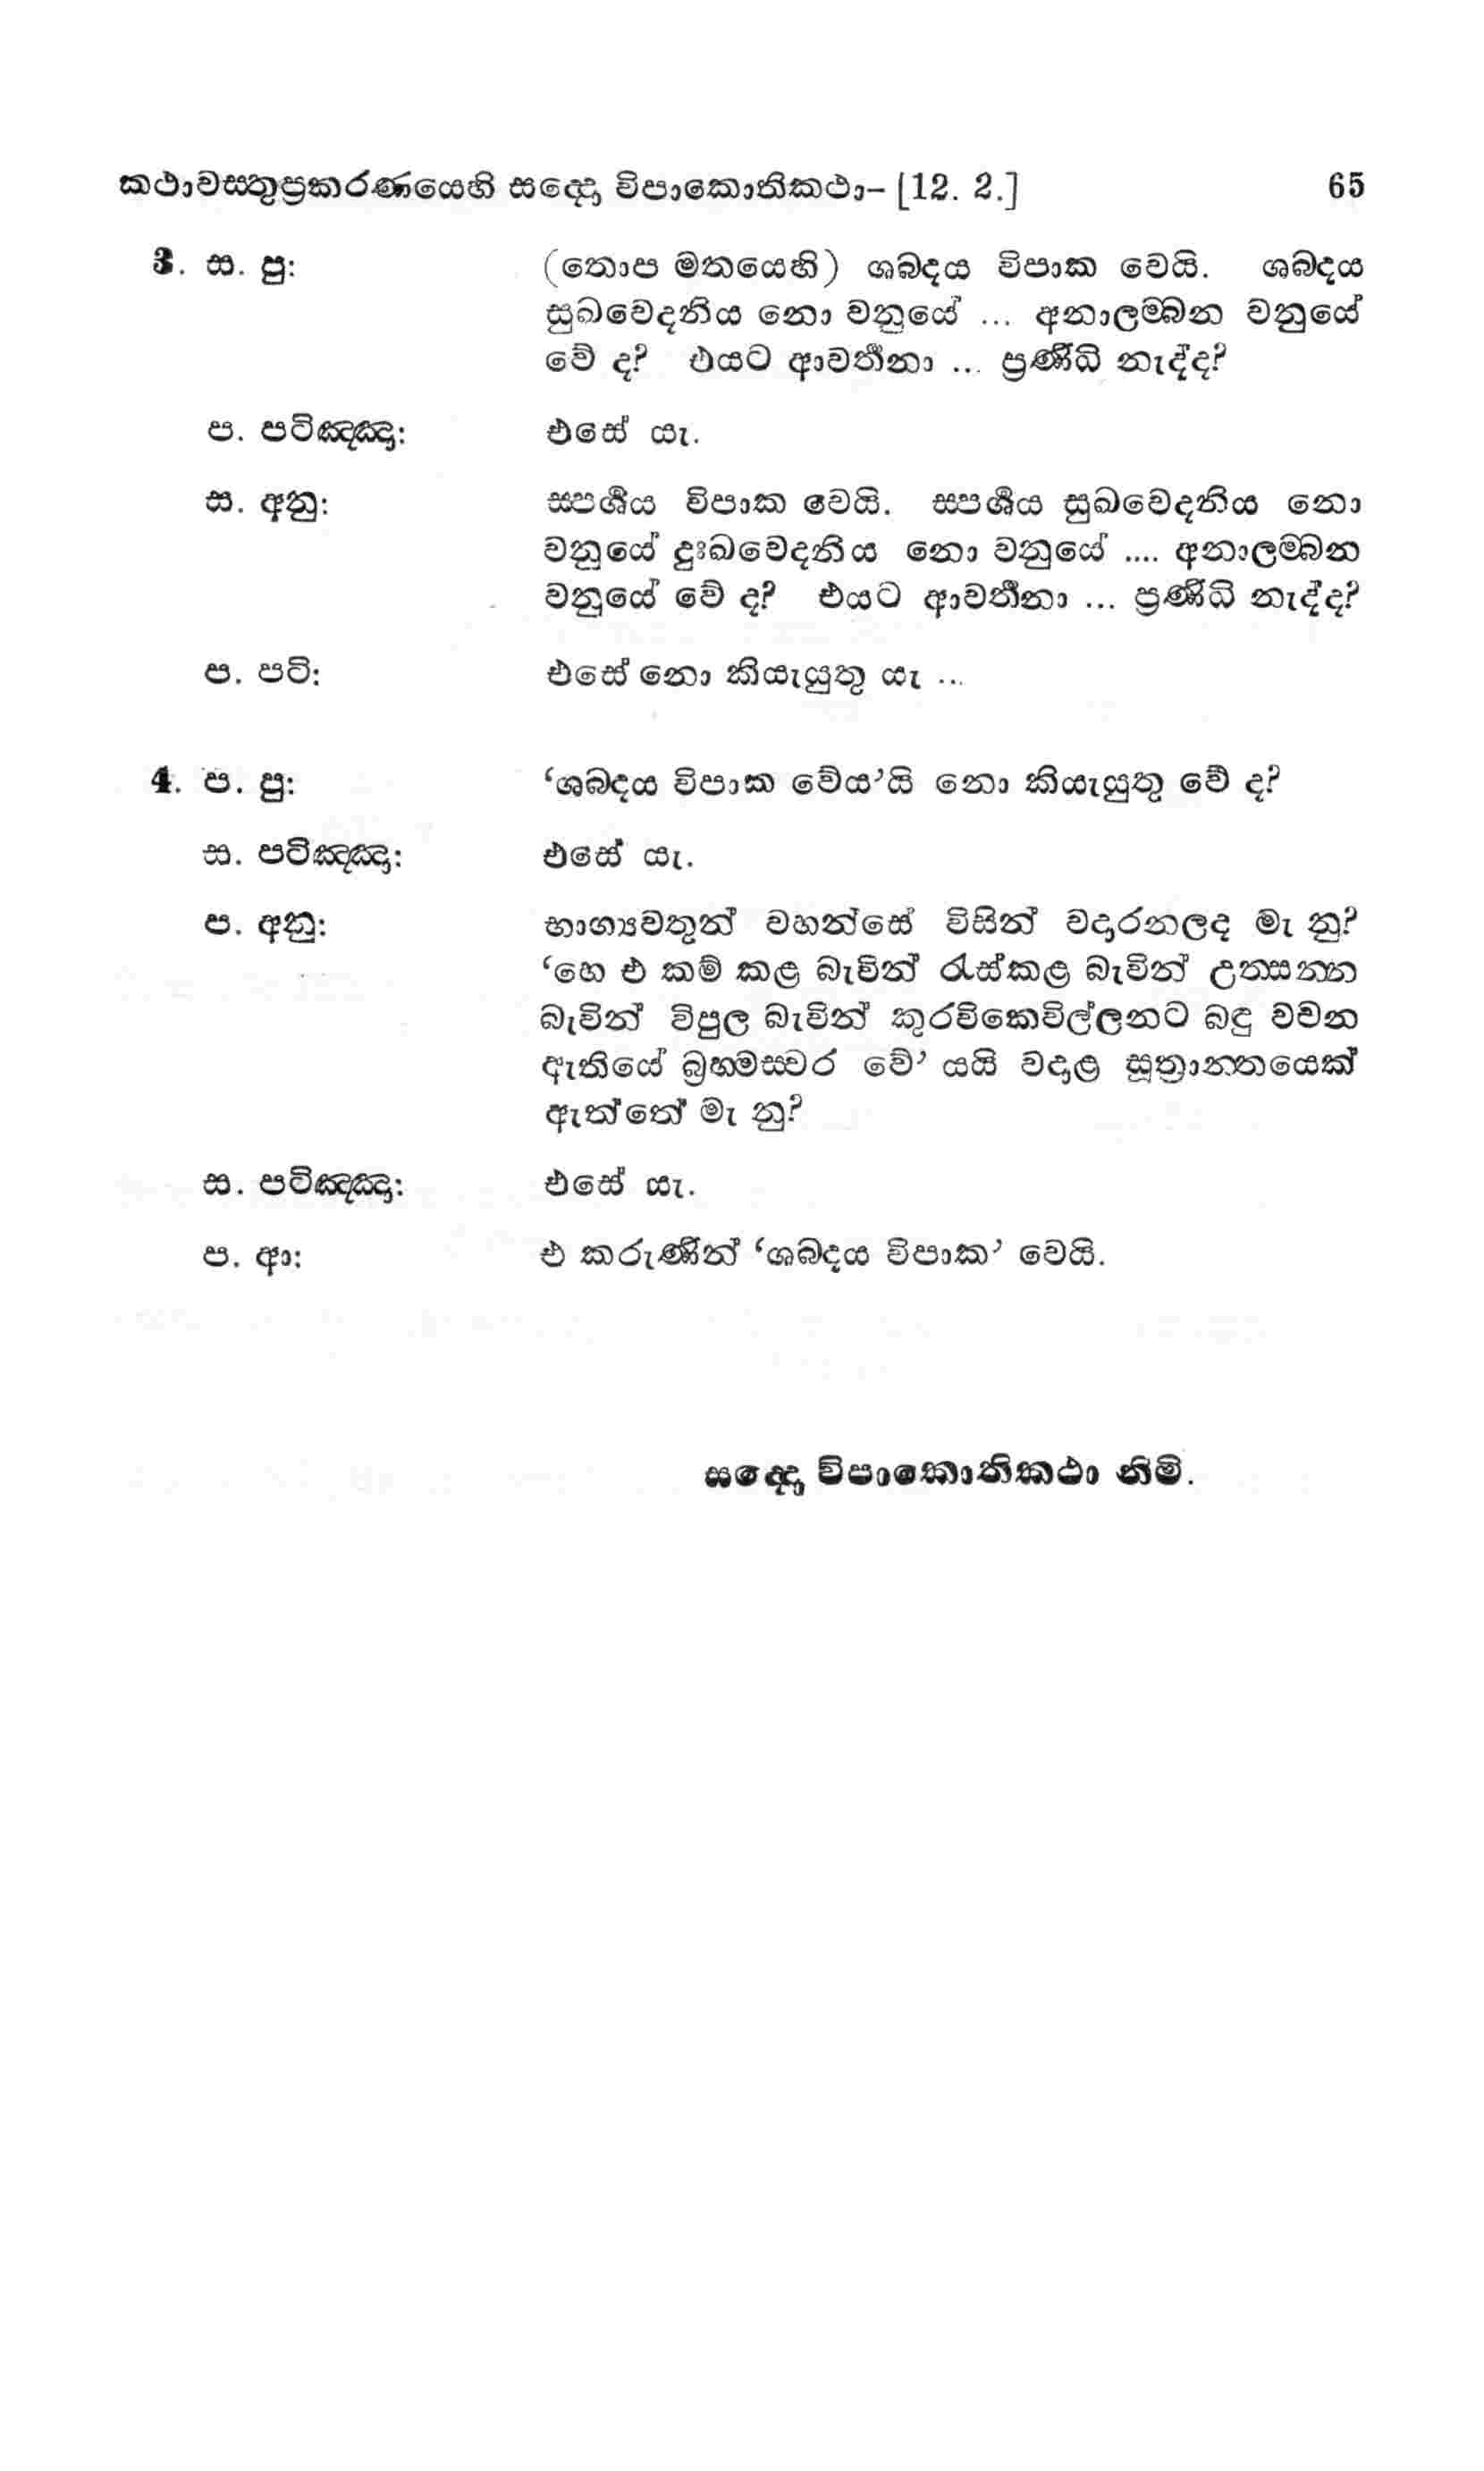 කථාවස්තුප්‍රකරණයෙහි සද්දො විපාකොතිකථා- [12. 2.] 65
3. ස. පු: (තොප මතයෙහි) ශබ්දය විපාක වෙයි. ශබ්දය
සුඛවෙදනීය නො වනුයේ ... අනාලම්බන වනුයේ
වේ ද? එයට ආවර්තනා ... ප්‍රණිධි නැද්ද?
ප. පටිඤ්ඤා: එසේ යැ.
ස. අනු: ස්පර්ශය විපාක වෙයි. ස්පර්ශය සුඛවෙදනීය නො
වනුයේ දුඃඛවෙදනීය නො වනුයේ .... අනාලම්බන
වනුයේ වේ ද? එයට ආවර්තනා ... ප්‍රණිධි නැද්ද?
ප. පටි: එසේ නො කියැයුතු යැ ...
4. ප. පු: ‘ශබ්දය විපාක වේය’යි නො කියැයුතු වේ ද?
ස. පටිඤ්ඤා: එසේ යැ.
ප. අනු: භාග්‍යවතුන් වහන්සේ විසින් වදාරනලද මැ නු?
‘හෙ එ කම් කළ බැවින් රැස්කළ බැවින් උත්සන්න
බැවින් විපුල බැවින් කුරවිකෙවිල්ලනට බඳු වචන
ඇතියේ බ්‍රහ්මස්වර වේ’ යයි වදාළ සූත්‍රාන්තයෙක්
ඇත්තේ මැ නු?
ස. පටිඤ්ඤා: එසේ යැ.
ප. ආ: එ කරුණින් ‘ශබ්දය විපාක’ වෙයි.
සද්දො විපාකොතිකථා නිමි.